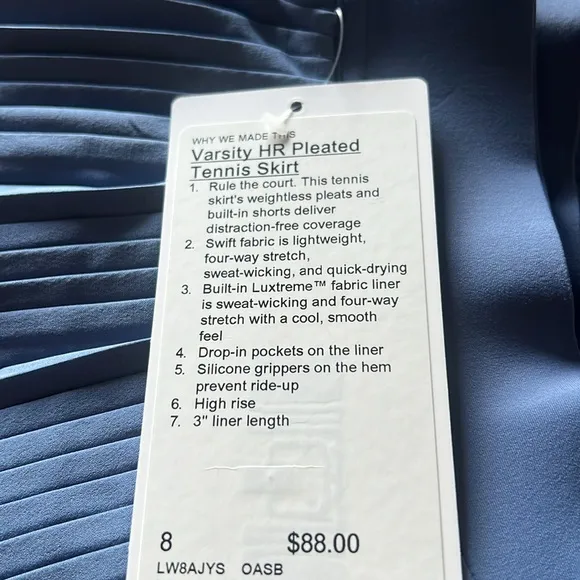 WHY WE MADE THIS
Varsity HR Pleated
Tennis Skirt
1. Rule the court. This tennis
skirt's weightless pleats and
built-in shorts deliver
distraction-free coverage
2. Swift fabric is lightweight,
four-way stretch,
sweat-wicking, and quick-drying
3. Built-in Luxtreme™ fabric liner
is sweat-wicking and four-way
stretch with a cool, smooth
feel
4. Drop-in pockets on the liner
5. Silicone grippers on the hem
prevent ride-up
6. High rise
7. 3" liner length
8 $88.00
LW8AJYS OASB